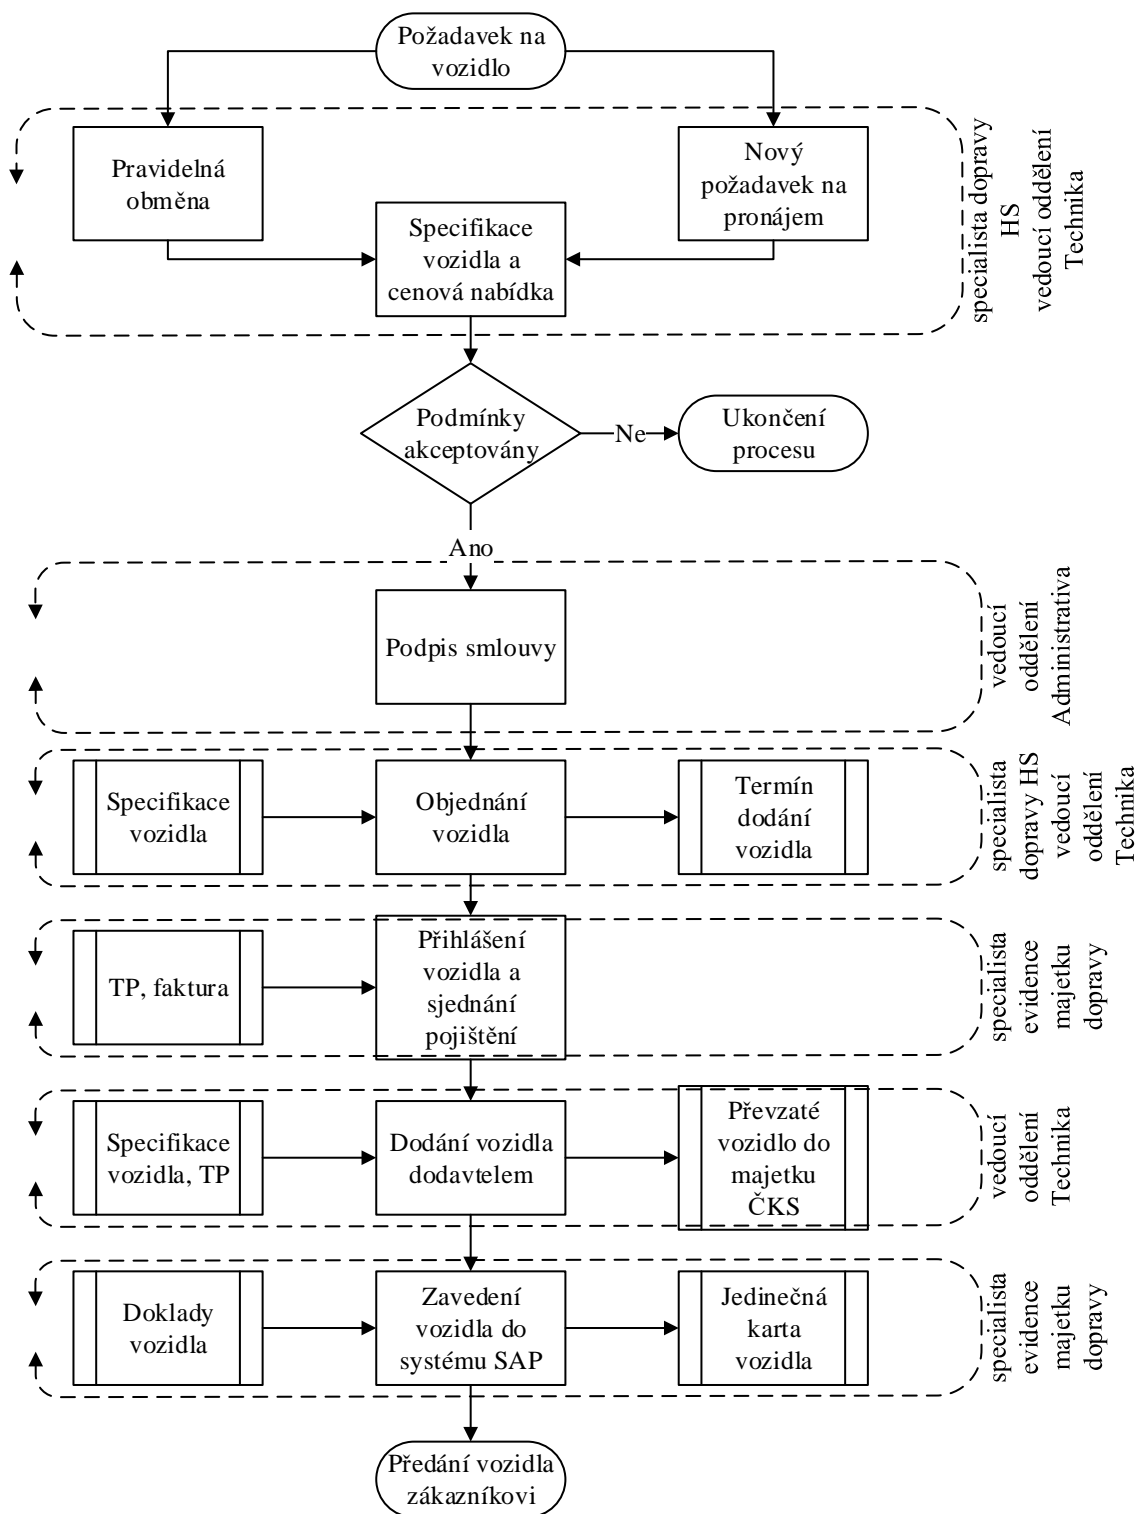 Požadavek na
vozidlo
Pravidelná
obměna
Nový
požadavek na
pronájem
Specifikace
vozidla a
cenová nabídka
specialista dopravy
HS
vedoucí oddělení
Technika
Podmínky
akceptovány
Ne
Ukončení
procesu
Ano
Podpis smlouvy
vedoucí
oddělení
Administrativa
Specifikace
vozidla
Objednání
vozidla
Termín
dodání
vozidla
specialista
dopravy HS
vedoucí
oddělení
Technika
TP, faktura
Přihlášení
vozidla a
sjednání
pojištění
specialista
evidence
majetku
dopravy
Specifikace
vozidla, TP
Dodání vozidla
dodavtelem
Převzaté
vozidlo do
majetku
ČKS
vedoucí
oddělení
Technika
Doklady
vozidla
Zavedení
vozidla do
systému SAP
Jedinečná
karta
vozidla
specialista
evidence
majetku
dopravy
Předání vozidla
zákazníkovi